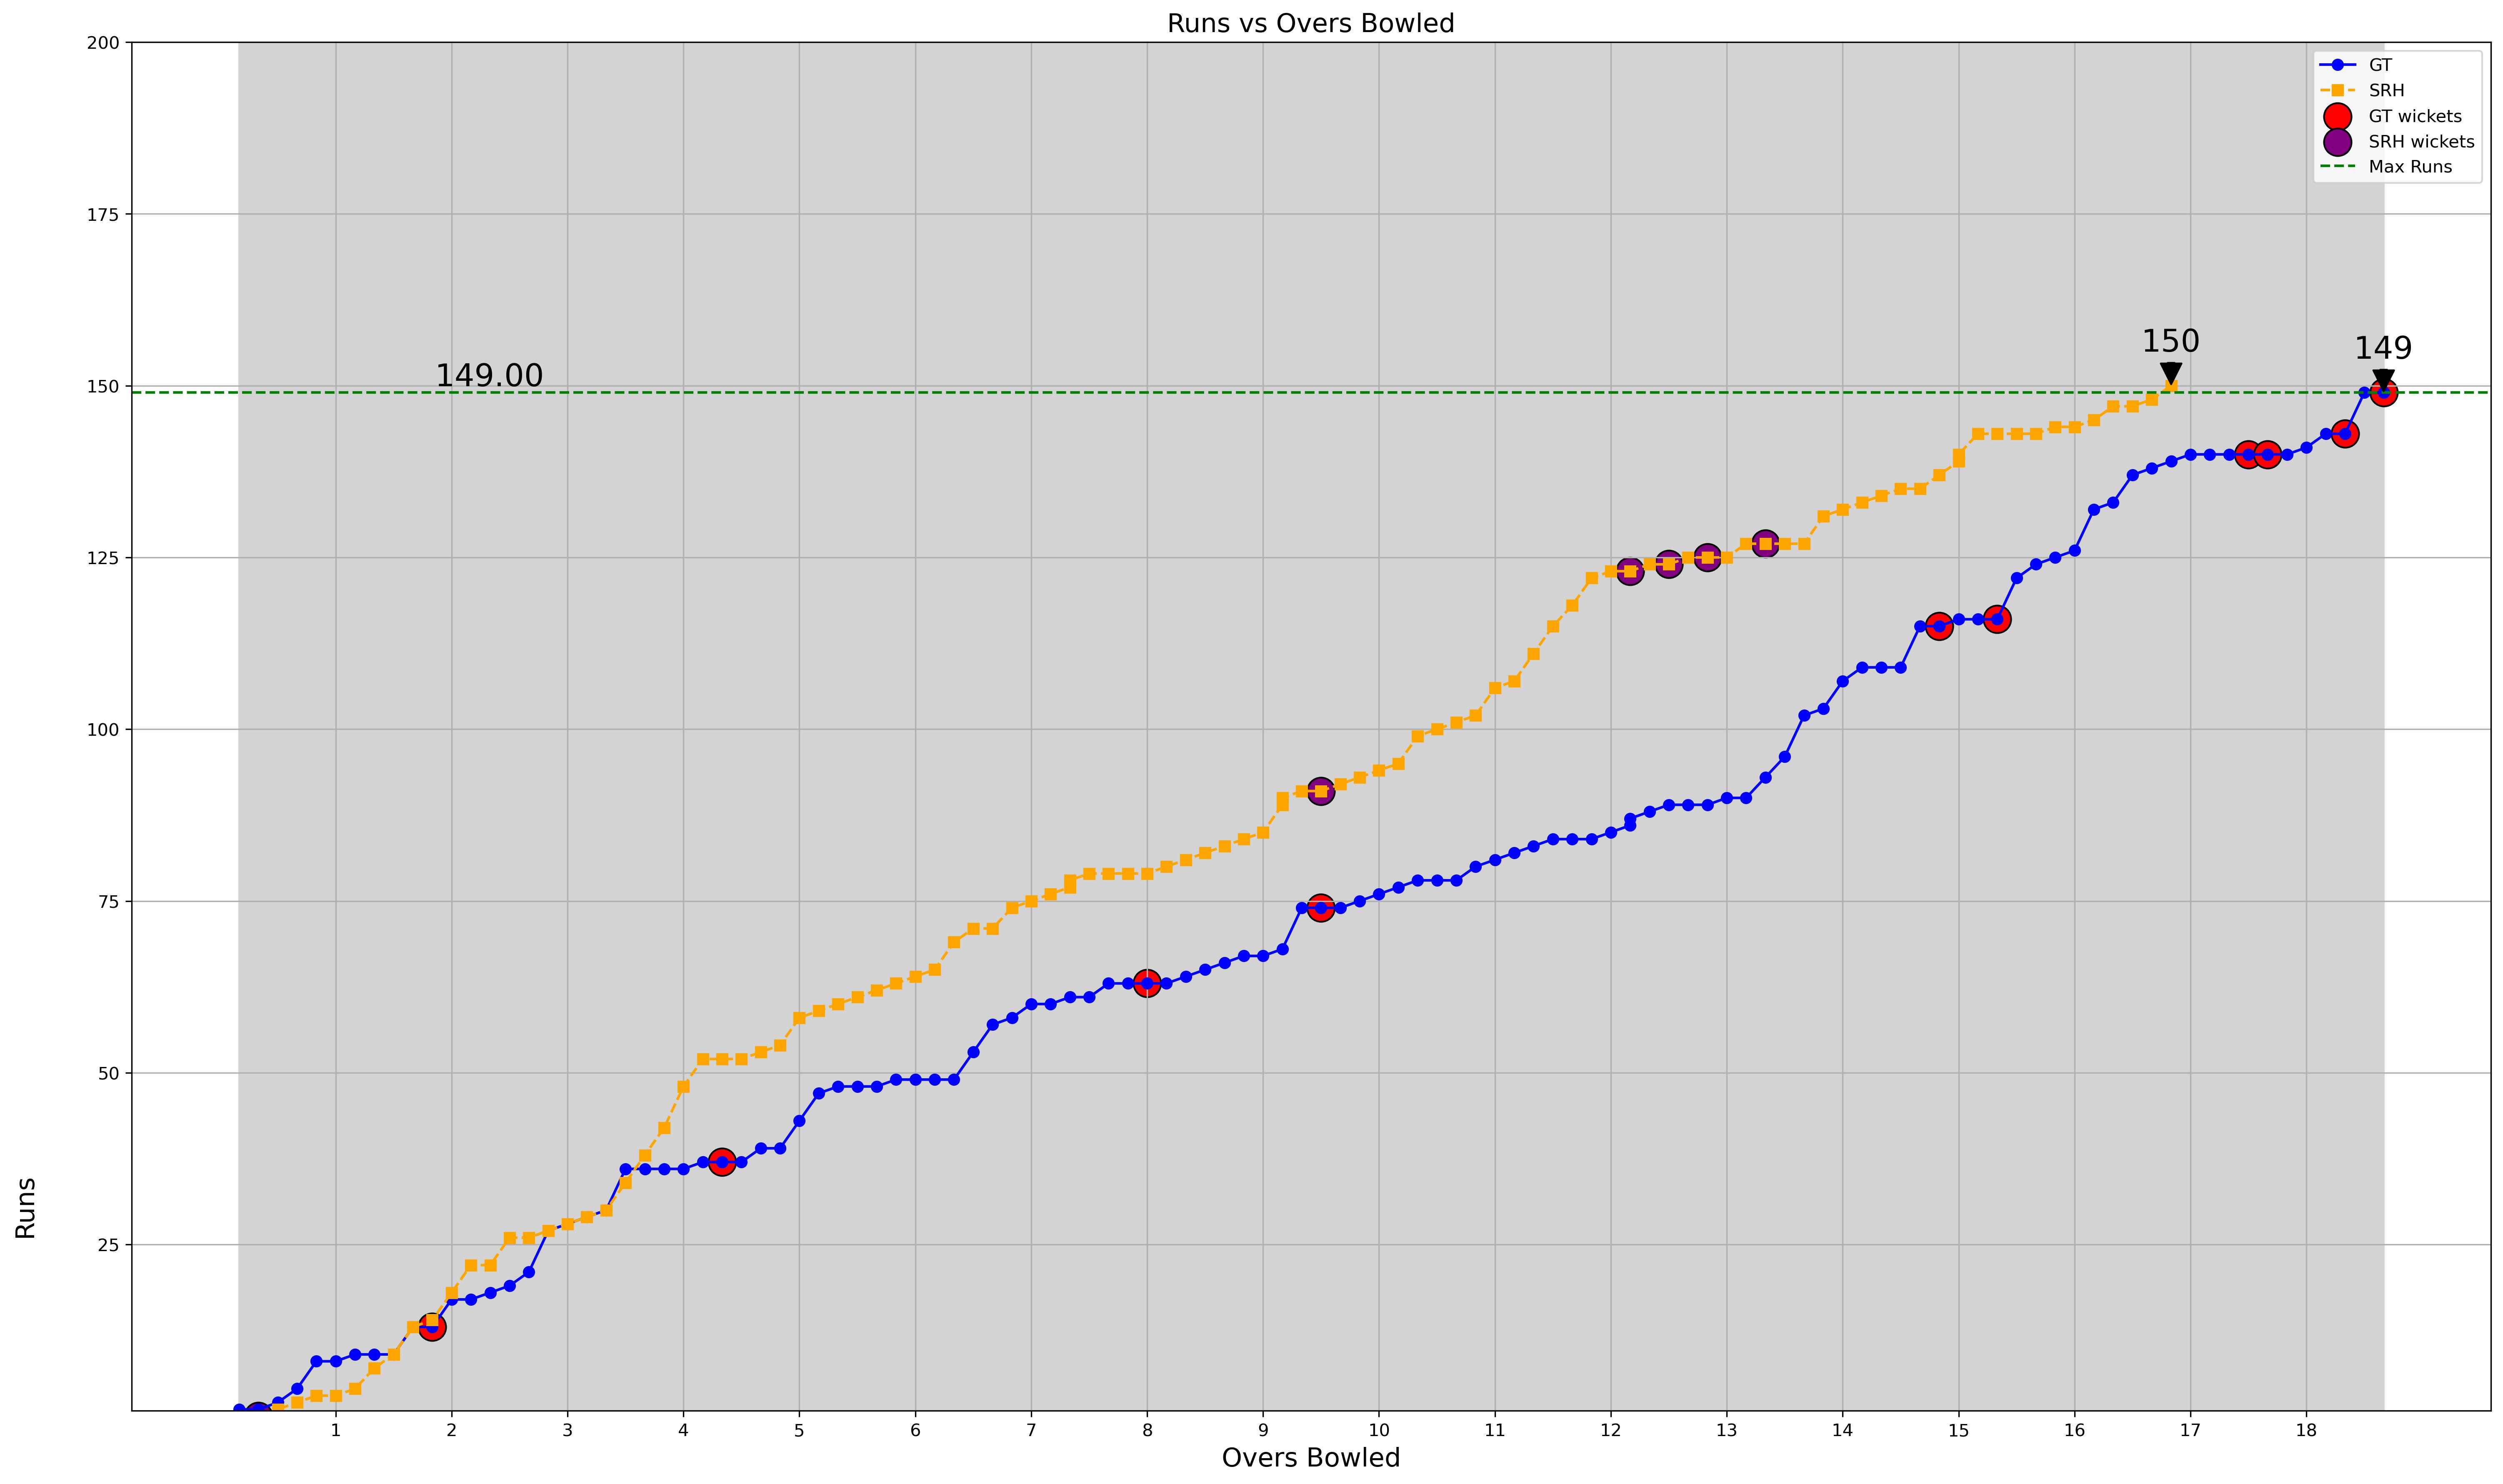 Runs vs Overs Bowled
200
175
150
125
100
75
50
25
Runs
GT
SRH
GT wickets
SRH wickets
Max Runs
149.00
150
149
1 2 3 4 5 6 7 8 9 10 11 12 13 14 15 16 17 18
Overs Bowled